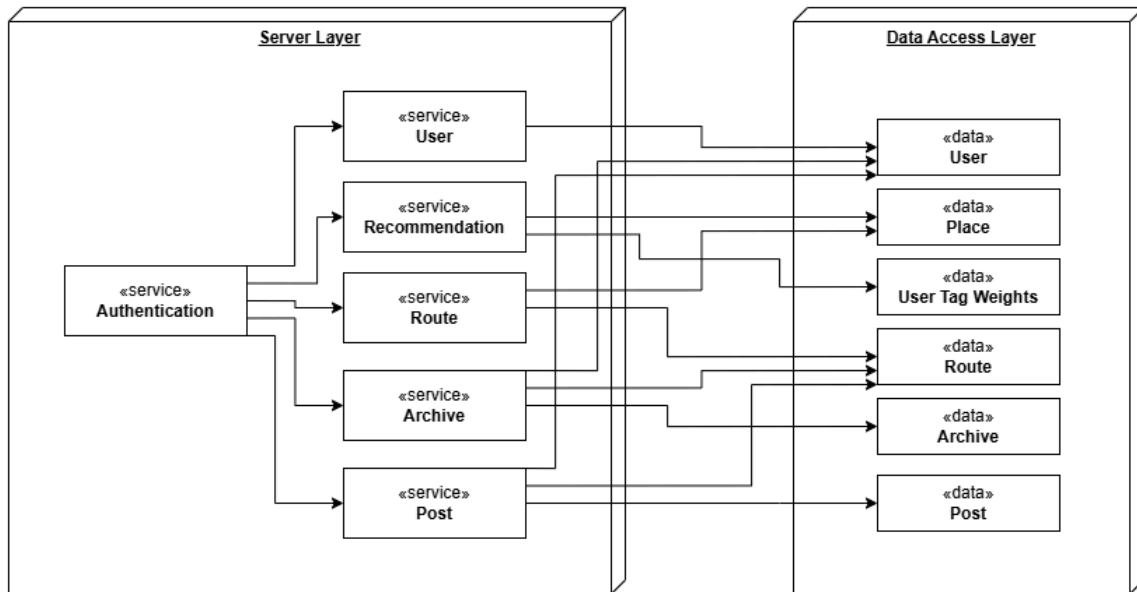 Server Layer
«service»
User
«service»
Recommendation
«service»
Authentication
«service»
Route
«service»
Archive
«service»
Post
Data Access Layer
«data»
User
«data»
Place
«data»
User Tag Weights
«data»
Route
«data»
Archive
«data»
Post